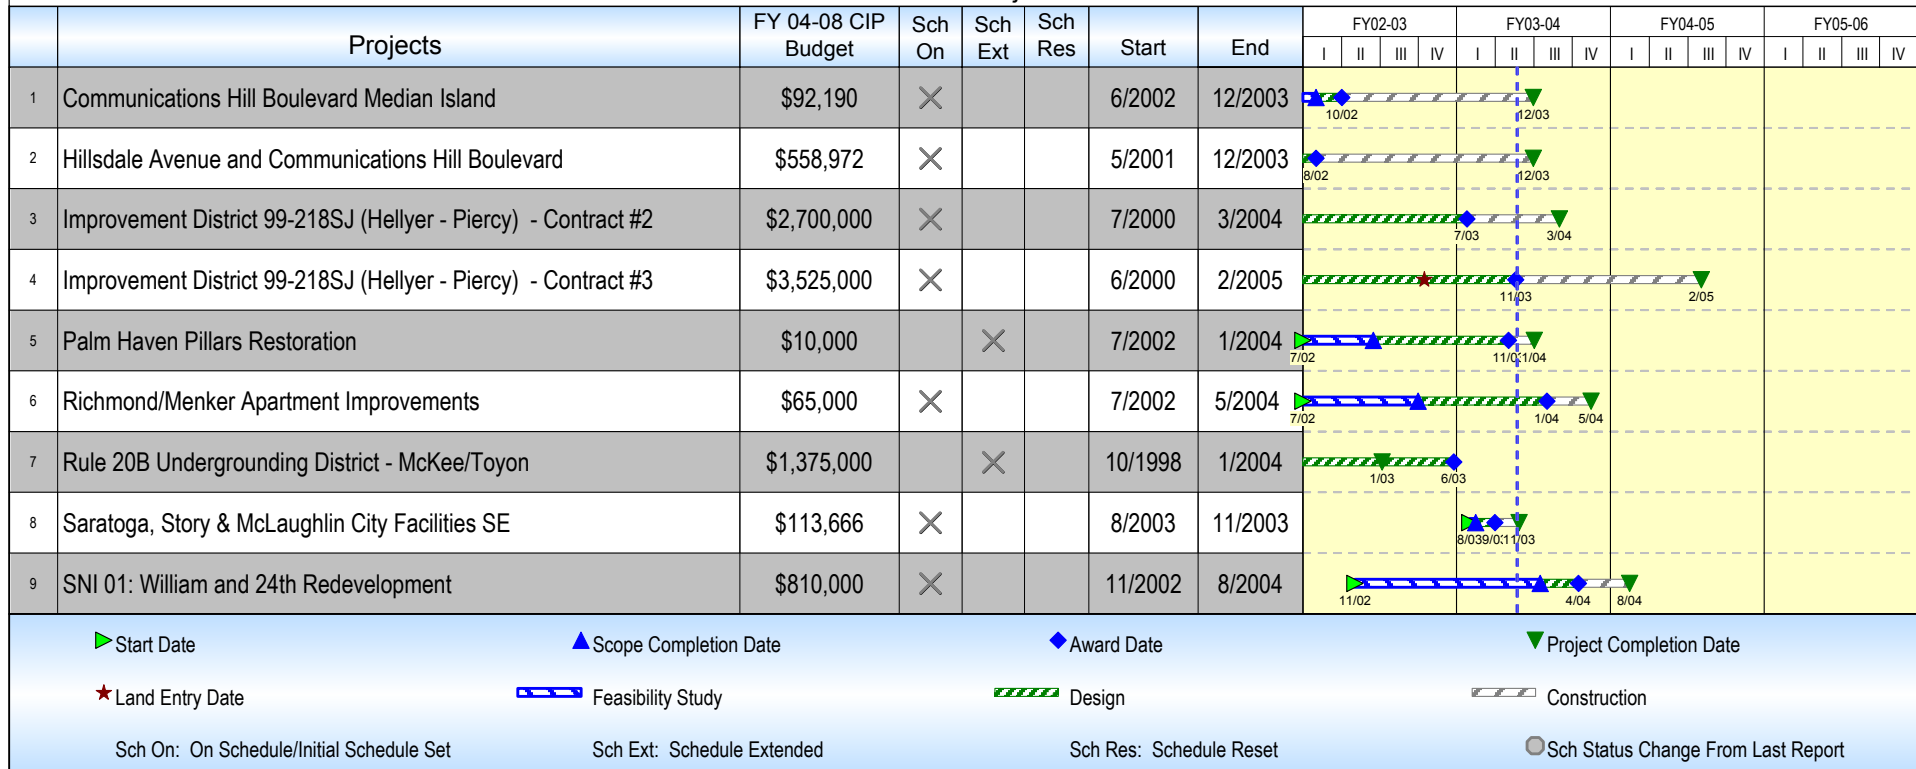 Projects FY 04-08 CIP Budget Sch On Sch Ext Sch Res Start End FY02-03 FY03-04 FY04-05 FY05-06
I II III IV I II III IV I II III IV I II III IV
1 Communications Hill Boulevard Median Island $92,190 6/2002 12/2003
10/02 12/03
2 Hillsdale Avenue and Communications Hill Boulevard $558,972 5/2001 12/2003
8/02 12/03
3 Improvement District 99-218SJ (Hellyer - Piercy) - Contract #2 $2,700,000 7/2000 3/2004
7/03 3/04
4 Improvement District 99-218SJ (Hellyer - Piercy) - Contract #3 $3,525,000 6/2000 2/2005
11/03 2/05
5 Palm Haven Pillars Restoration $10,000 7/2002 1/2004
7/02 1/04
6 Richmond/Menker Apartment Improvements $65,000 7/2002 5/2004
7/02 1/04 5/04
7 Rule 20B Undergrounding District - McKee/Toyon $1,375,000 10/1998 1/2004
1/03 6/03
8 Saratoga, Story & McLaughlin City Facilities SE $113,666 8/2003 11/2003
8/03 11/03
9 SNI 01: William and 24th Redevelopment $810,000 11/2002 8/2004
11/02 4/04 8/04
Start Date Scope Completion Date Award Date Project Completion Date
Land Entry Date Feasibility Study Design Construction
Sch On: On Schedule/Initial Schedule Set Sch Ext: Schedule Extended Sch Res: Schedule Reset Sch Status Change From Last Report